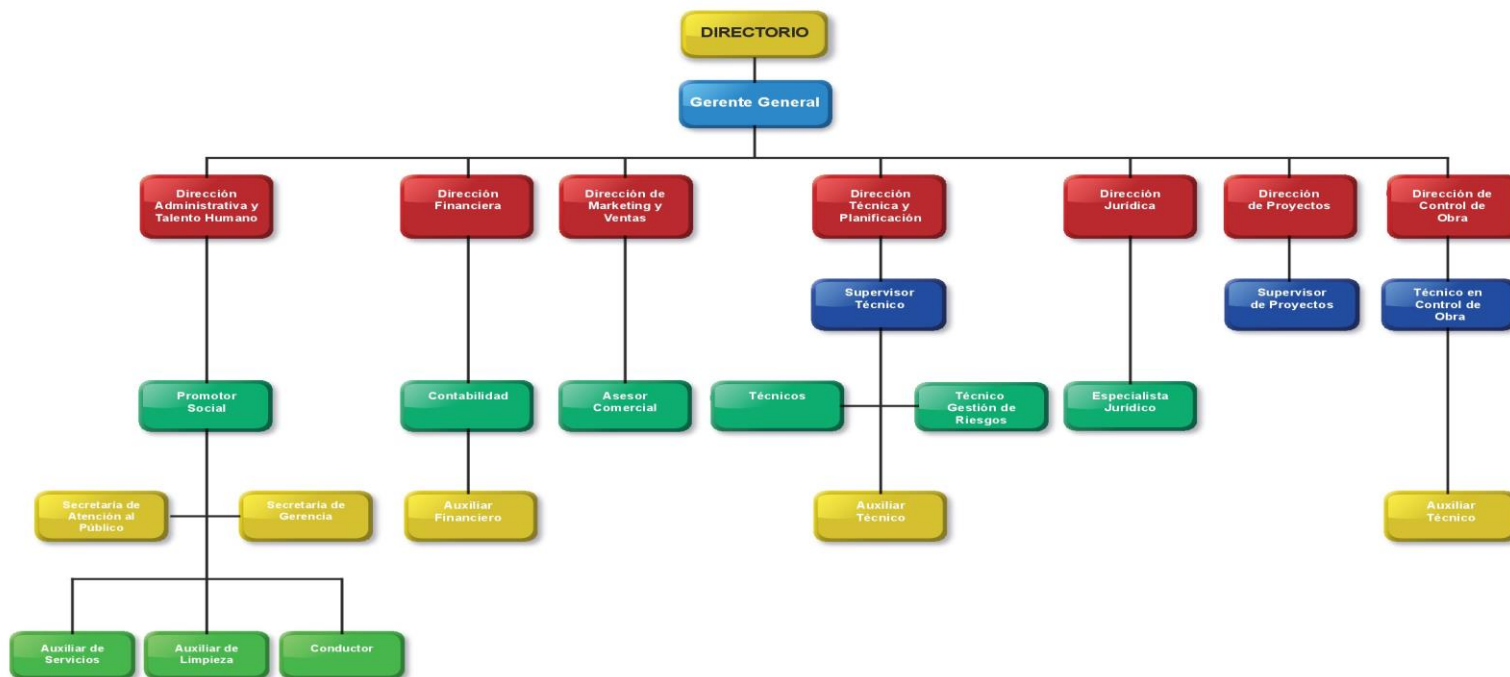 DIRECTORIO
Gerente General
Dirección
Administrativa y
Talento Humano
Dirección
Financiera
Dirección de
Marketing y
Ventas
Dirección
Técnica y
Planificación
Dirección
Jurídica
Dirección
de Proyectos
Dirección de
Control de
Obra
Supervisor
Técnico
Supervisor
de Proyectos
Técnico en
Control de
Obra
Promotor
Social
Contabilidad
Asesor
Comercial
Técnicos
Técnico
Gestión de
Riesgos
Especialista
Jurídico
Secretaría de
Atención al
Público
Secretaría de
Gerencia
Auxiliar
Financiero
Auxiliar
Técnico
Auxiliar
Técnico
Auxiliar de
Servicios
Auxiliar de
Limpieza
Conductor